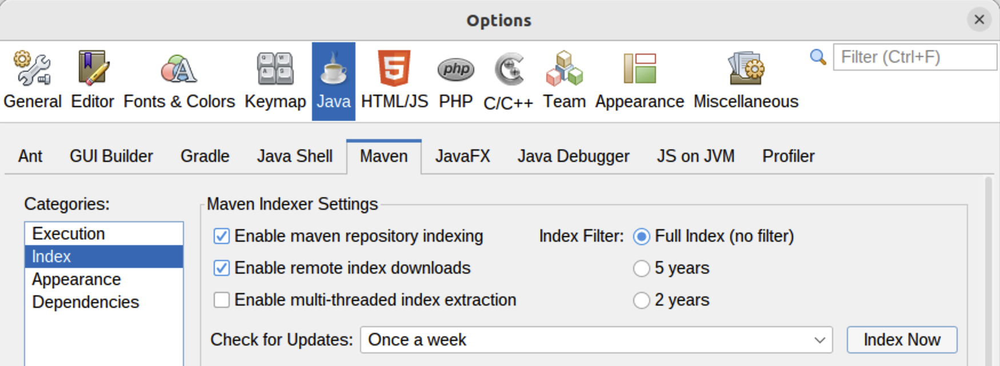 Options
Filter (Ctrl+F)
General Editor Fonts & Colors Keymap Java HTML/JS PHP C/C++ Team Appearance Miscellaneous
Ant GUI Builder Gradle Java Shell Maven JavaFX Java Debugger JS on JVM Profiler
Categories:
Execution
Index
Appearance
Dependencies
Maven Indexer Settings
Enable maven repository indexing Index Filter: Full Index (no filter)
Enable remote index downloads 5 years
Enable multi-threaded index extraction 2 years
Check for Updates: Once a week Index Now